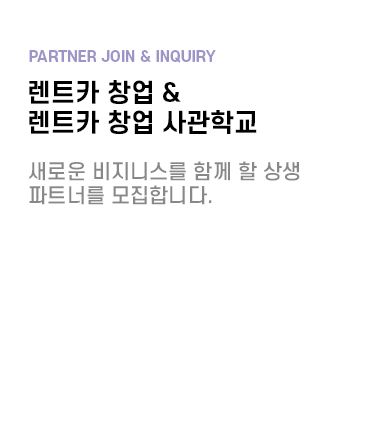 PARTNER JOIN & INQUIRY
렌트카 창업 &
렌트카 창업 사관학교
새로운 비지니스를 함께 할 상생
파트너를 모집합니다.